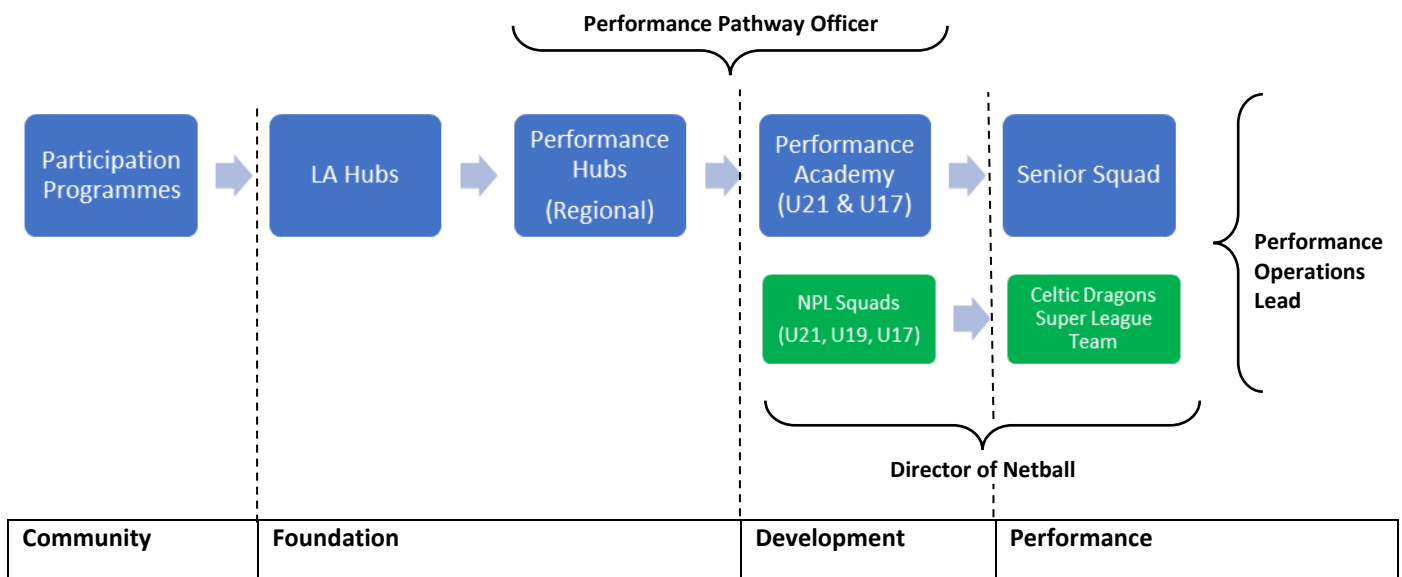 Performance Pathway Officer
Participation
Programmes
LA Hubs
Performance
Hubs
(Regional)
Performance
Academy
(U21 & U17)
Senior Squad
NPL Squads
(U21, U19, U17)
Celtic Dragons
Super League
Team
Performance
Operations
Lead
Director of Netball
Community
Foundation
Development
Performance